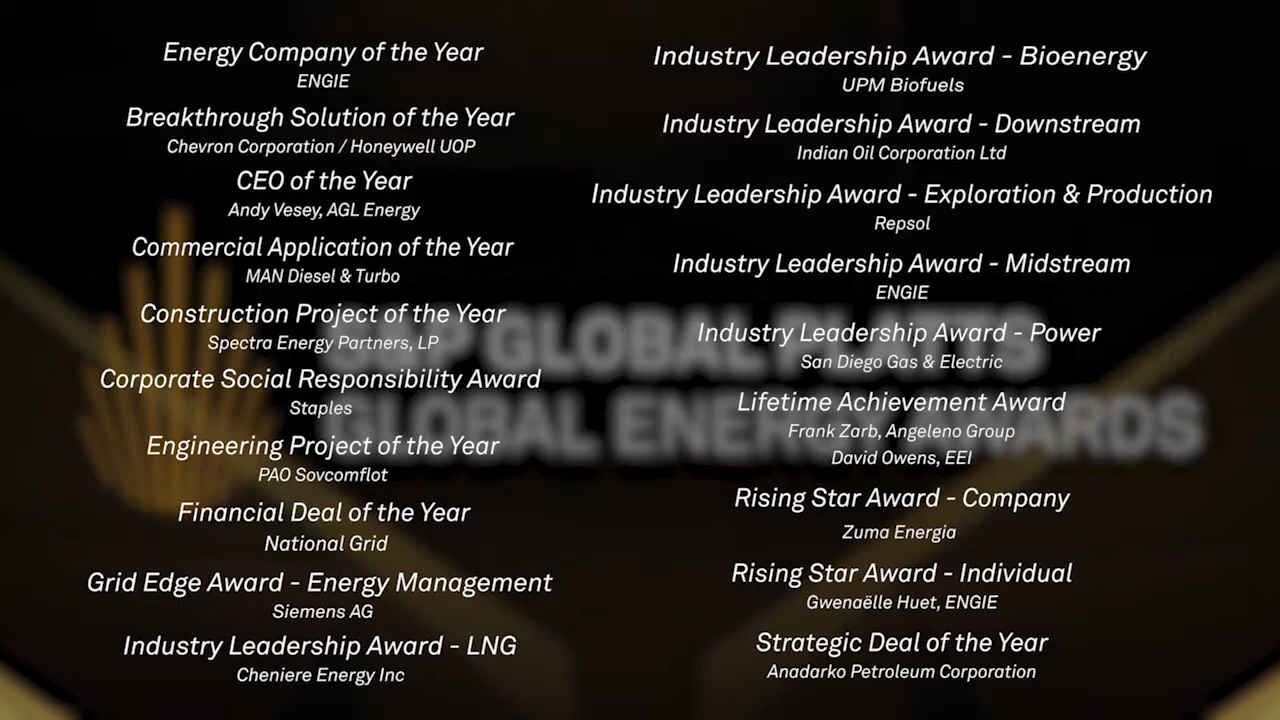 Energy Company of the Year
ENGIE
Breakthrough Solution of the Year
Chevron Corporation / Honeywell UOP
CEO of the Year
Andy Vesey, AGL Energy
Commercial Application of the Year
MAN Diesel & Turbo
Construction Project of the Year
Spectra Energy Partners, LP
Corporate Social Responsibility Award
Staples
Engineering Project of the Year
PAO Sovcomflot
Financial Deal of the Year
National Grid
Grid Edge Award - Energy Management
Siemens AG
Industry Leadership Award - LNG
Cheniere Energy Inc
Industry Leadership Award - Bioenergy
UPM Biofuels
Industry Leadership Award - Downstream
Indian Oil Corporation Ltd
Industry Leadership Award - Exploration & Production
Repsol
Industry Leadership Award - Midstream
ENGIE
Industry Leadership Award - Power
San Diego Gas & Electric
Lifetime Achievement Award
Frank Zarb, Angeleno Group
David Owens, EEI
Rising Star Award - Company
Zuma Energia
Rising Star Award - Individual
Gwenaëlle Huet, ENGIE
Strategic Deal of the Year
Anadarko Petroleum Corporation
GLOBAL
GLOBAL